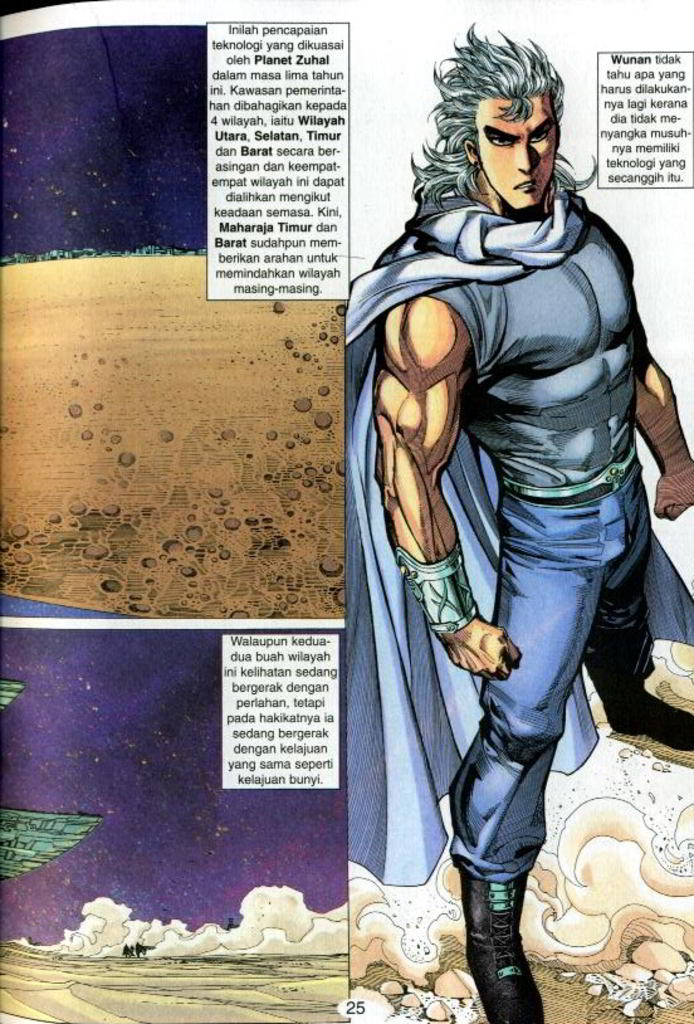 Inilah pencapaian
teknologi yang dikuasai
oleh Planet Zuhal
dalam masa lima tahun
ini. Kawasan pemerinta-
han dibahagikan kepada
4 wilayah, iaitu Wilayah
Utara, Selatan, Timur
dan Barat secara ber-
asingan dan keempat-
empat wilayah ini dapat
dialihkan mengikut
keadaan semasa. Kini,
Maharaja Timur dan
Barat sudahpun mem-
berikan arahan untuk
memindahkan wilayah
masing-masing.
Wunan tidak
tahu apa yang
harus dilakukan-
nya lagi kerana
dia tidak me-
nyangka musuh-
nya memiliki
teknologi yang
secanggih itu.
Walaupun kedua-
dua buah wilayah
ini kelihatan sedang
bergerak dengan
perlahan, tetapi
pada hakikatnya ia
sedang bergerak
dengan kelajuan
yang sama seperti
kelajuan bunyi.
25